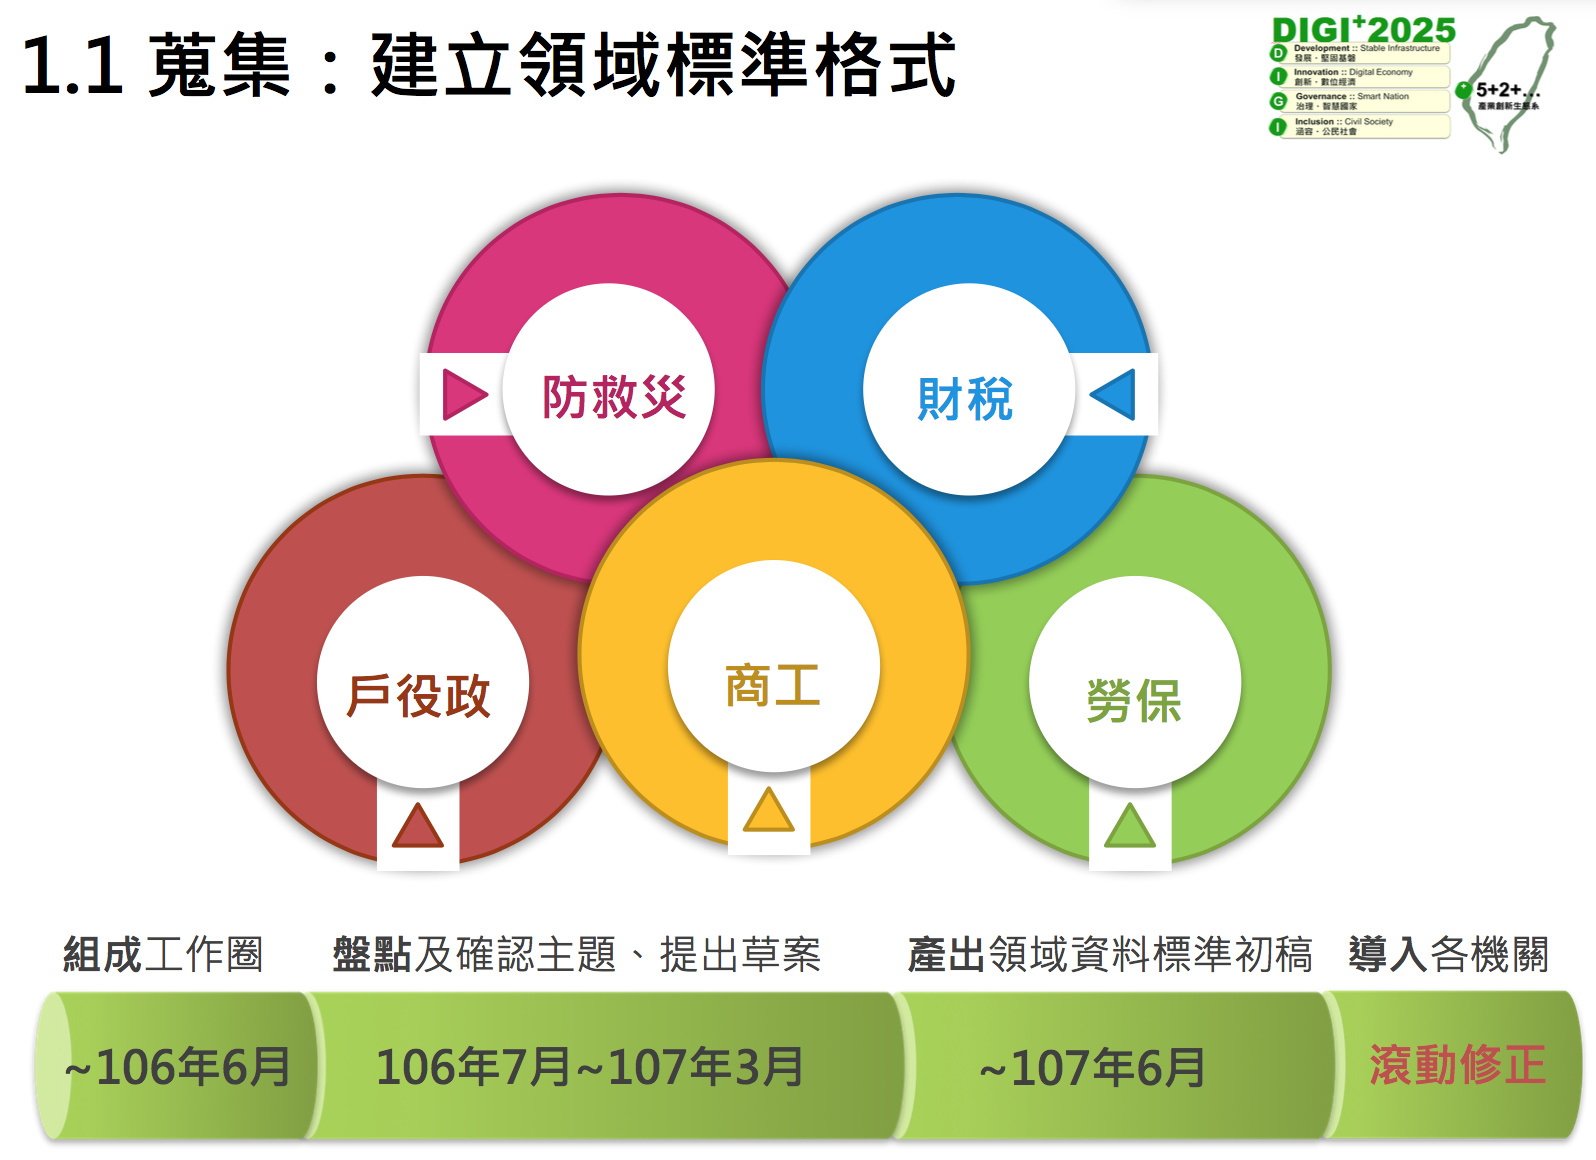 1.1 蒐集：建立領域標準格式
DIGI+2025
D
Development :: Stable Infrastructure
發展・堅固基磐
I
Innovation :: Digital Economy
創新・數位經濟
G
Governance :: Smart Nation
治理・智慧國家
I
Inclusion :: Civil Society
涵容・公民社會
5+2+...
產業創新生態系
防救災
財稅
戶役政
商工
勞保
組成工作圈
盤點及確認主題、提出草案
產出領域資料標準初稿
導入各機關
~106年6月
106年7月~107年3月
~107年6月
滾動修正